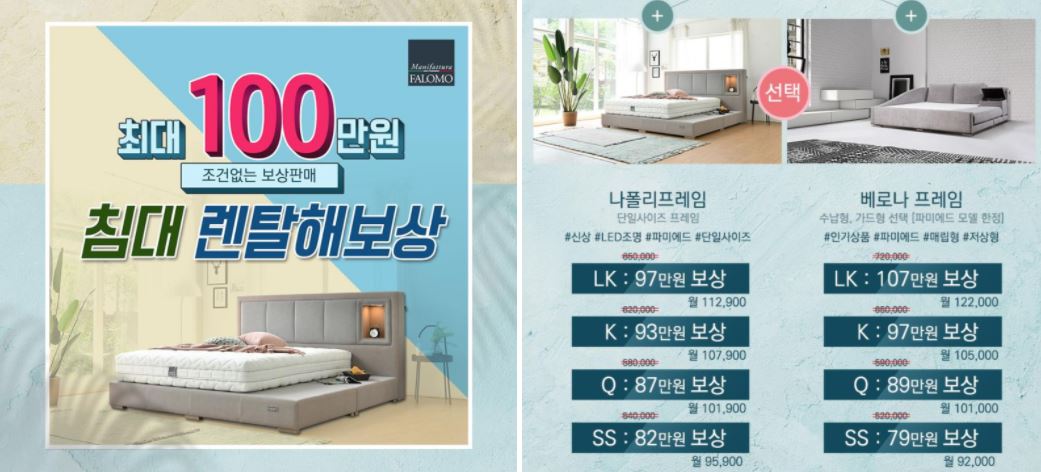 Manifattura
FALOMO
최대 100만원
조건없는 보상판매
침대 렌탈해보상
선택
나폴리프레임
단일사이즈 프레임
#신상 #LED조명 #파미에드 #단일사이즈
650,000
LK : 97만원 보상
월 112,900
620,000
K : 93만원 보상
월 107,900
580,000
Q : 87만원 보상
월 101,900
540,000
SS : 82만원 보상
월 95,900
베로나 프레임
수납형, 가드형 선택 [파미에드 모델 한정]
#인기상품 #파미에드 #매립형 #저상형
720,000
LK : 107만원 보상
월 122,000
650,000
K : 97만원 보상
월 105,000
590,000
Q : 89만원 보상
월 101,000
520,000
SS : 79만원 보상
월 92,000